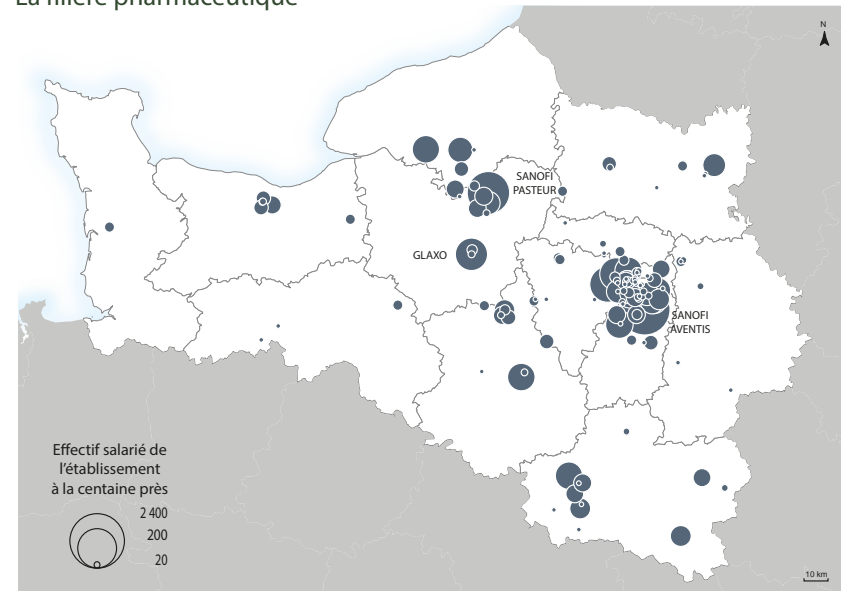 La filière pharmaceutique
N
SANOFI
PASTEUR
GLAXO
SANOFI
AVENTIS
Effectif salarié de
l'établissement
à la centaine près
2 400
200
20
10 km